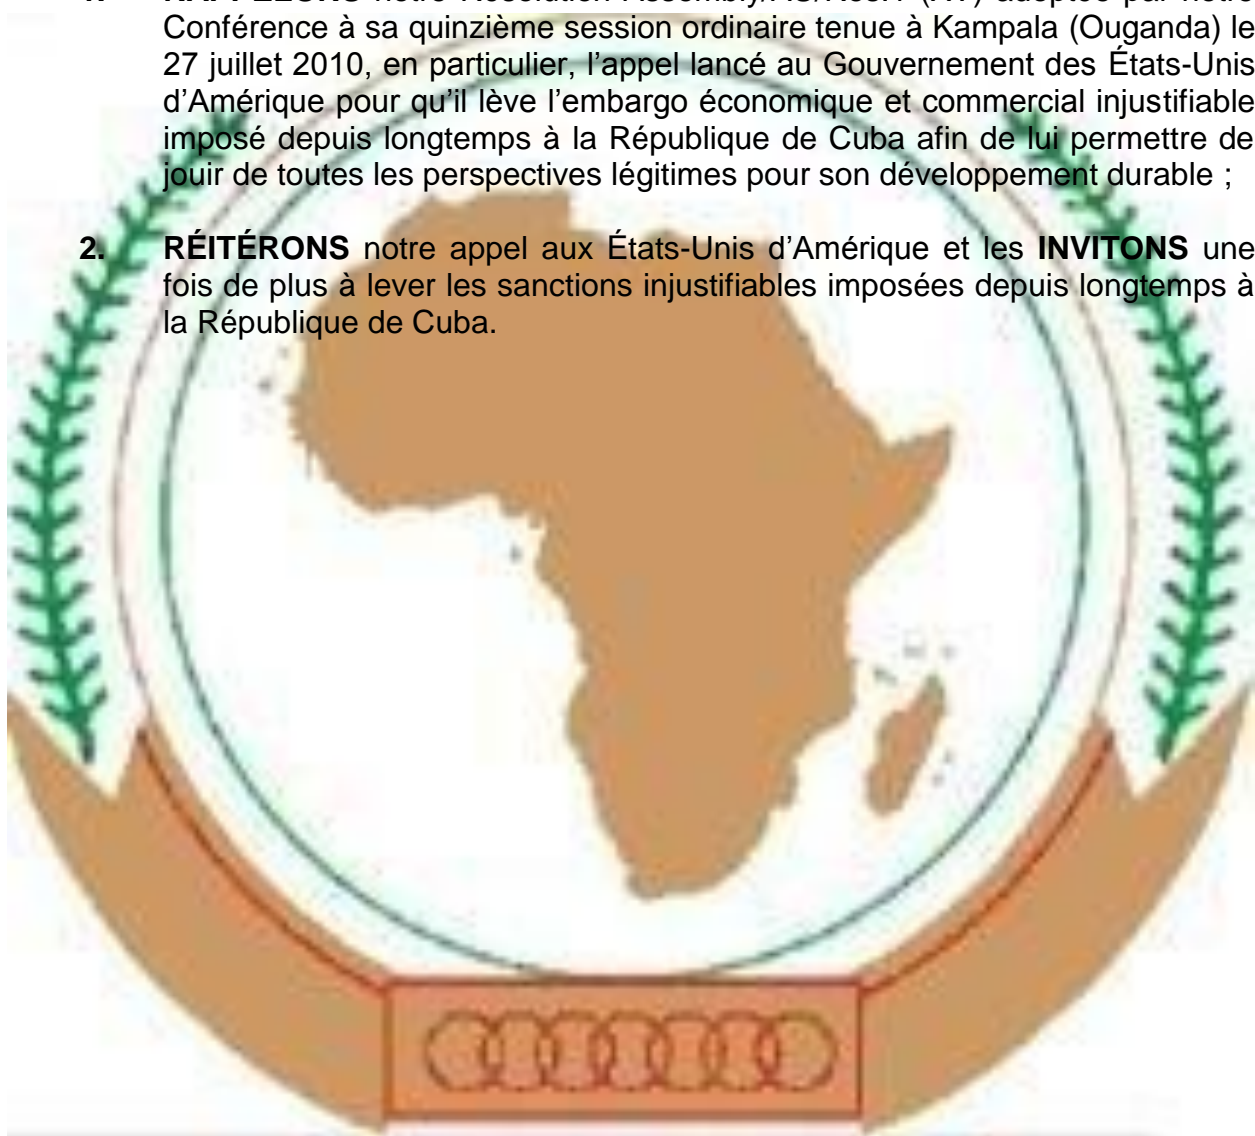 Conférence à sa quinzième session ordinaire tenue à Kampala (Ouganda) le
27 juillet 2010, en particulier, l’appel lancé au Gouvernement des États-Unis
d’Amérique pour qu’il lève l’embargo économique et commercial injustifiable
imposé depuis longtemps à la République de Cuba afin de lui permettre de
jouir de toutes les perspectives légitimes pour son développement durable ;
2. RÉITÉRONS notre appel aux États-Unis d’Amérique et les INVITONS une
fois de plus à lever les sanctions injustifiables imposées depuis longtemps à
la République de Cuba.